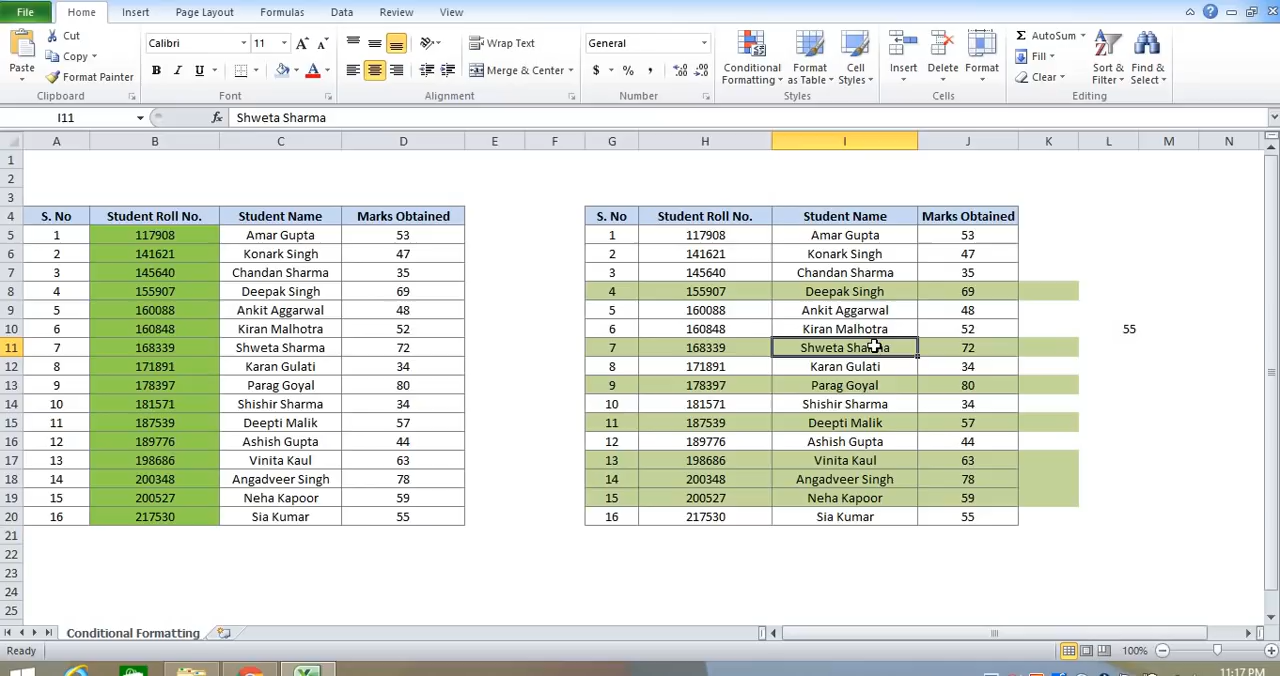 File Home Insert Page Layout Formulas Data Review View
Paste
Cut
Copy
Format Painter
Clipboard
Calibri 11
B I U
Font
Wrap Text
Merge & Center
Alignment
General
$ % ,
Number
Conditional Formatting
Format as Table
Cell Styles
Styles
Insert Delete Format
Cells
Σ AutoSum
Fill
Clear
Sort & Filter
Find & Select
Editing
I11 fx Shweta Sharma
A B C D E F G H I J K L M N
1
2
3
4 S. No Student Roll No. Student Name Marks Obtained S. No Student Roll No. Student Name Marks Obtained
5 1 117908 Amar Gupta 53 1 117908 Amar Gupta 53
6 2 141621 Konark Singh 47 2 141621 Konark Singh 47
7 3 145640 Chandan Sharma 35 3 145640 Chandan Sharma 35
8 4 155907 Deepak Singh 69 4 155907 Deepak Singh 69
9 5 160088 Ankit Aggarwal 48 5 160088 Ankit Aggarwal 48
10 6 160848 Kiran Malhotra 52 6 160848 Kiran Malhotra 52 55
11 7 168339 Shweta Sharma 72 7 168339 Shweta Sharma 72
12 8 171891 Karan Gulati 34 8 171891 Karan Gulati 34
13 9 178397 Parag Goyal 80 9 178397 Parag Goyal 80
14 10 181571 Shishir Sharma 34 10 181571 Shishir Sharma 34
15 11 187539 Deepti Malik 57 11 187539 Deepti Malik 57
16 12 189776 Ashish Gupta 44 12 189776 Ashish Gupta 44
17 13 198686 Vinita Kaul 63 13 198686 Vinita Kaul 63
18 14 200348 Angadveer Singh 78 14 200348 Angadveer Singh 78
19 15 200527 Neha Kapoor 59 15 200527 Neha Kapoor 59
20 16 217530 Sia Kumar 55 16 217530 Sia Kumar 55
21
22
23
24
25
Conditional Formatting
Ready 100%
11:17 PM